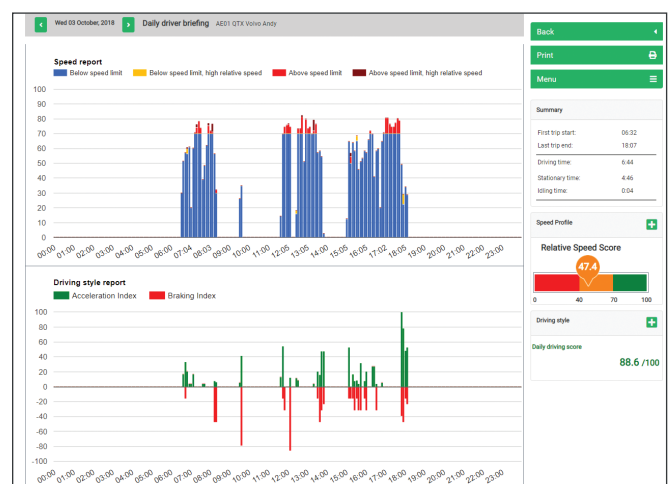 Wed 03 October, 2018 Daily driver briefing AE01 QTX Volvo Andy
Back
Print
Menu
Speed report
Below speed limit Below speed limit, high relative speed Above speed limit Above speed limit, high relative speed
100
90
80
70
60
50
40
30
20
10
0
00:00 01:00 02:00 03:00 04:00 05:00 06:00 07:04 08:03 09:00 10:00 11:00 12:05 13:05 14:00 15:05 16:05 17:02 18:05 19:00 20:00 21:00 22:00 23:00
Summary
First trip start: 06:32
Last trip end: 18:07
Driving time: 6:44
Stationary time: 4:46
Idling time: 0:04
Speed Profile
Relative Speed Score
47.4
0 40 70 100
Driving style report
Acceleration Index Braking Index
100
80
60
40
20
0
-20
-40
-60
-80
-100
00:00 01:00 02:00 03:00 04:00 05:00 06:00 07:00 08:00 09:00 10:00 11:00 12:00 13:00 14:00 15:00 16:00 17:00 18:00 19:00 20:00 21:00 22:00 23:00
Driving style
Daily driving score
88.6 /100